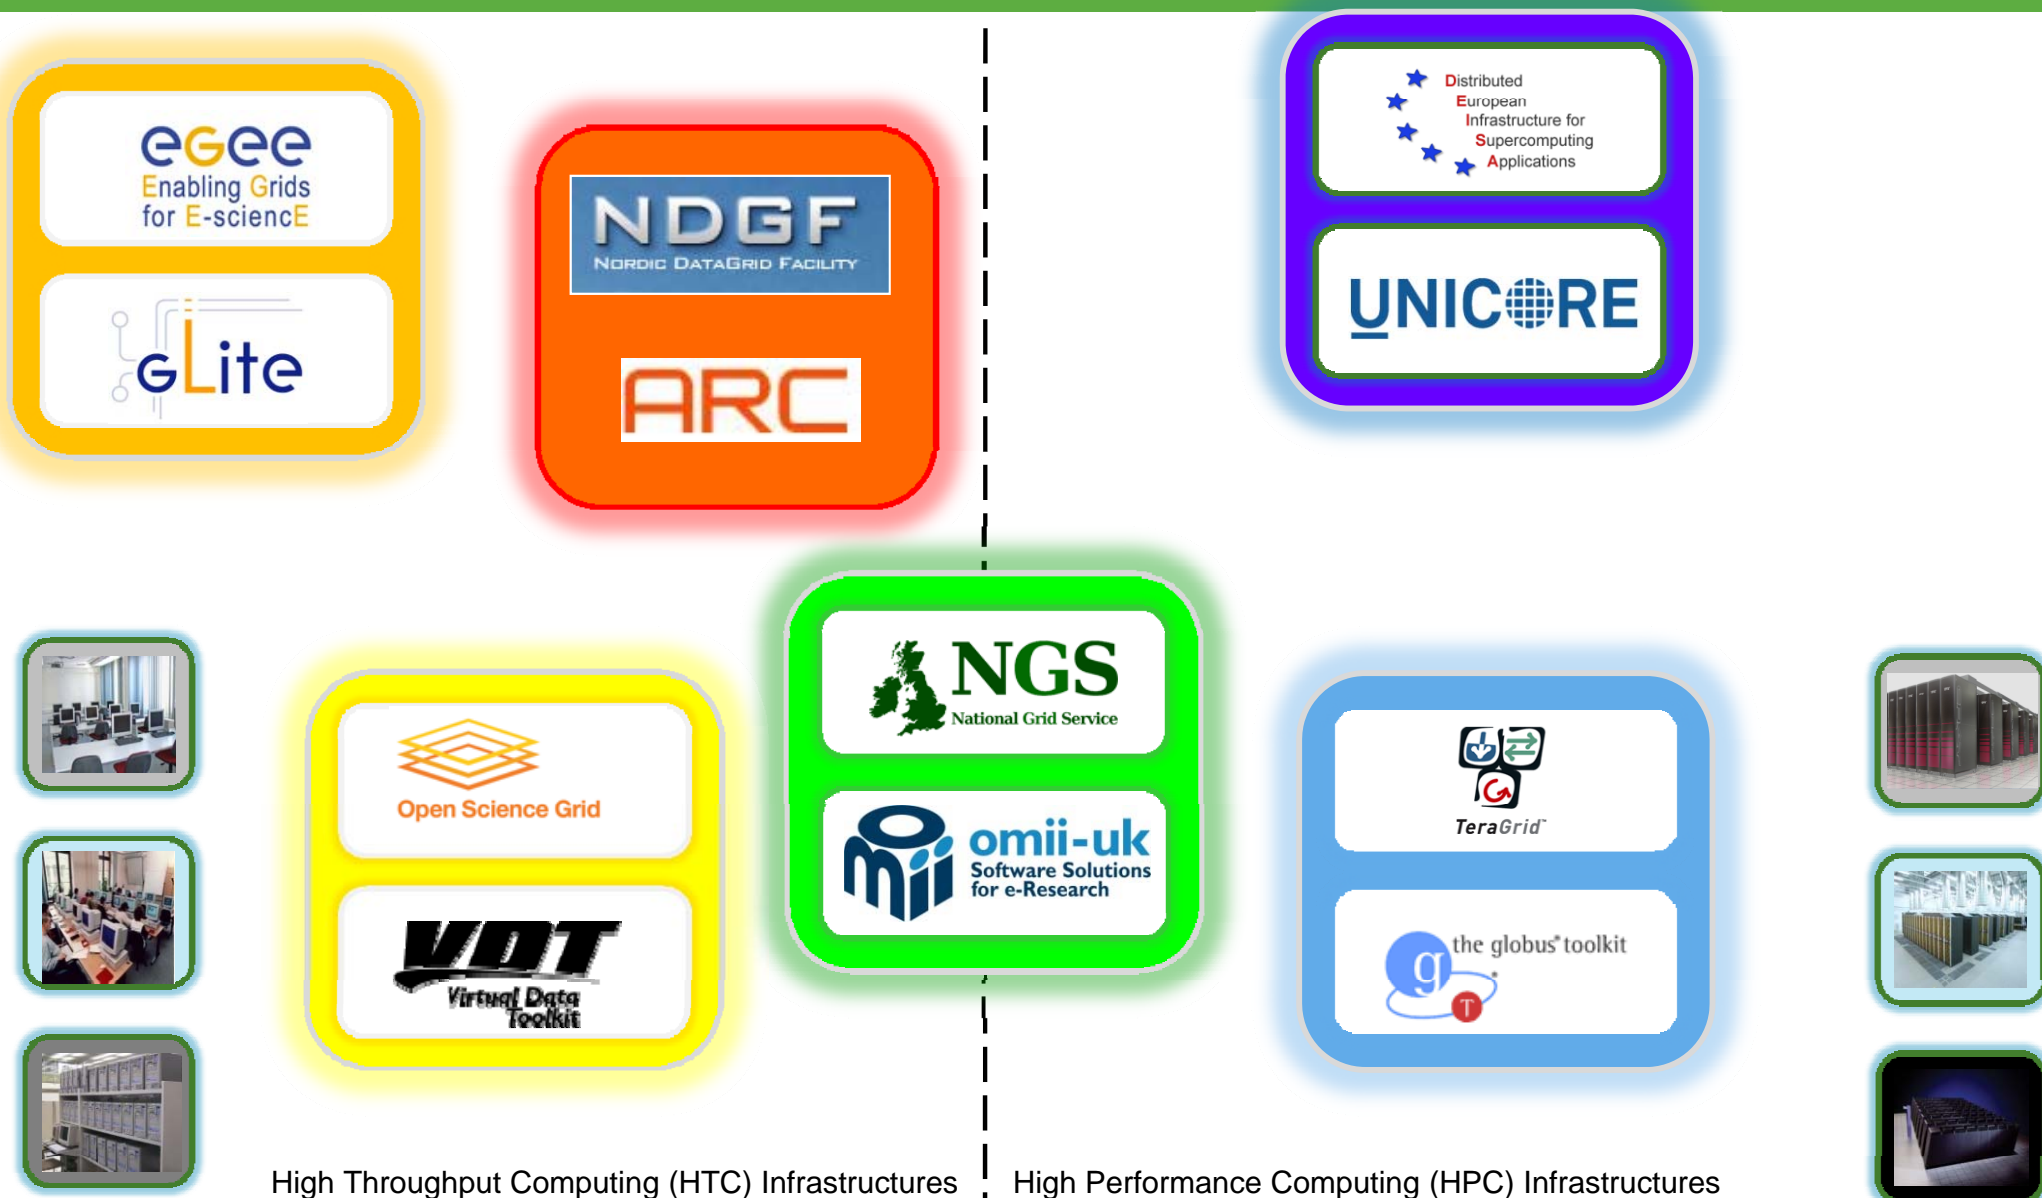 egee
Enabling Grids
for E-sciencE
gLite
NDGF
NORDIC DATAGRID FACILITY
ARC
Distributed
European
Infrastructure for
Supercomputing
Applications
UNICORE
NGS
National Grid Service
omii-uk
Software Solutions
for e-Research
Open Science Grid
VDT
Virtual Data
Toolkit
TeraGrid™
the globus® toolkit
g
T
High Throughput Computing (HTC) Infrastructures
High Performance Computing (HPC) Infrastructures